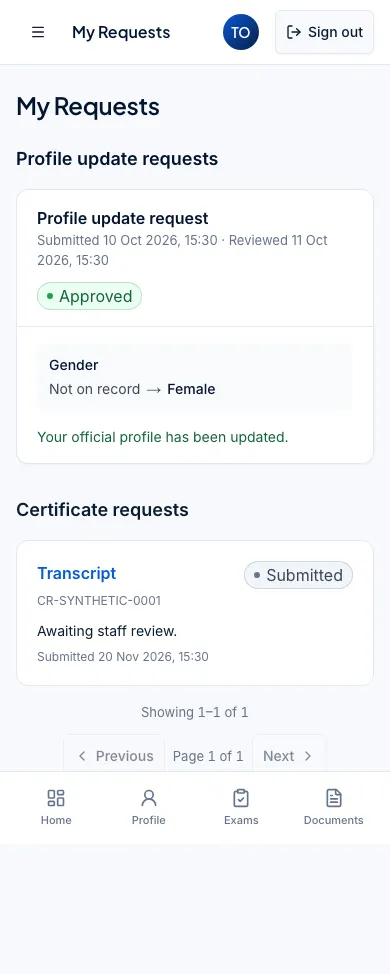 My Requests
TO
Sign out
My Requests
Profile update requests
Profile update request
Submitted 10 Oct 2026, 15:30 · Reviewed 11 Oct
2026, 15:30
Approved
Gender
Not on record → Female
Your official profile has been updated.
Certificate requests
Transcript
Submitted
CR-SYNTHETIC-0001
Awaiting staff review.
Submitted 20 Nov 2026, 15:30
Showing 1–1 of 1
Previous
Page 1 of 1
Next
Home
Profile
Exams
Documents